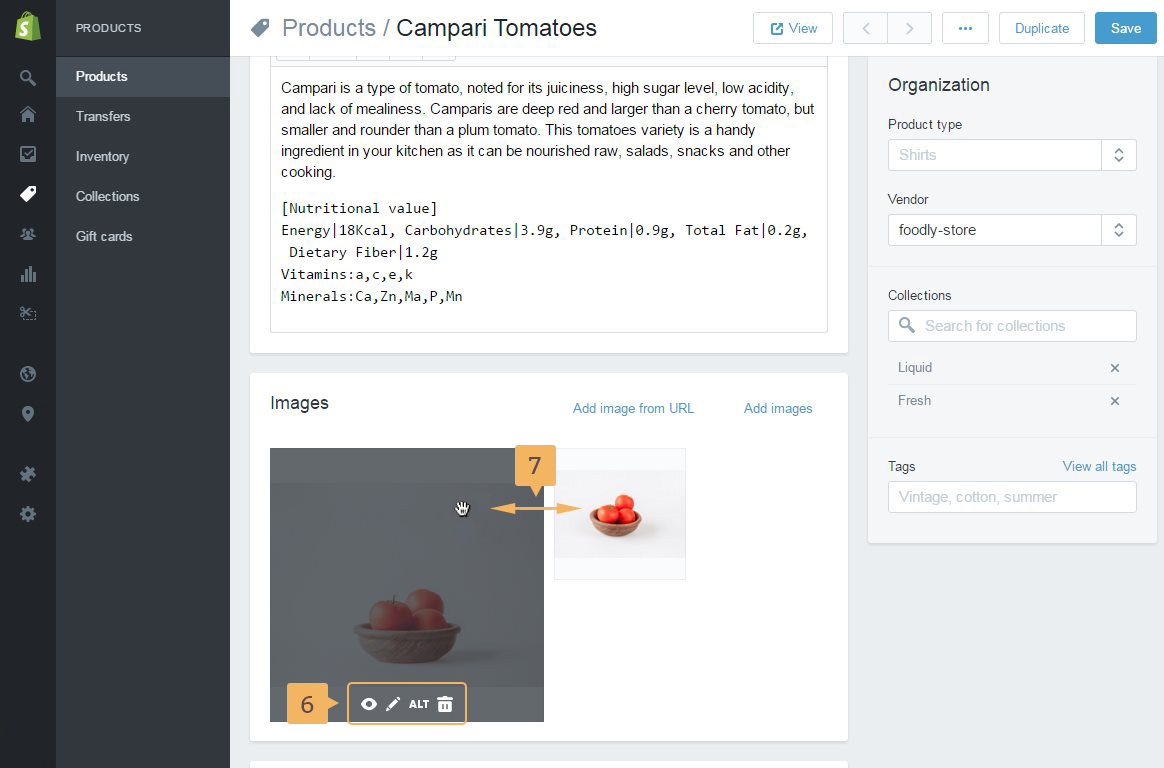 PRODUCTS
Products
Transfers
Inventory
Collections
Gift cards
Products / Campari Tomatoes
View
Duplicate
Save
Campari is a type of tomato, noted for its juiciness, high sugar level, low acidity,
and lack of mealiness. Camparis are deep red and larger than a cherry tomato, but
smaller and rounder than a plum tomato. This tomatoes variety is a handy
ingredient in your kitchen as it can be nourished raw, salads, snacks and other
cooking.
[Nutritional value]
Energy|18Kcal, Carbohydrates|3.9g, Protein|0.9g, Total Fat|0.2g,
Dietary Fiber|1.2g
Vitamins:a,c,e,k
Minerals:Ca,Zn,Ma,P,Mn
Images
Add image from URL
Add images
7
6
ALT
Organization
Product type
Shirts
Vendor
foodly-store
Collections
Search for collections
Liquid
Fresh
Tags
View all tags
Vintage, cotton, summer